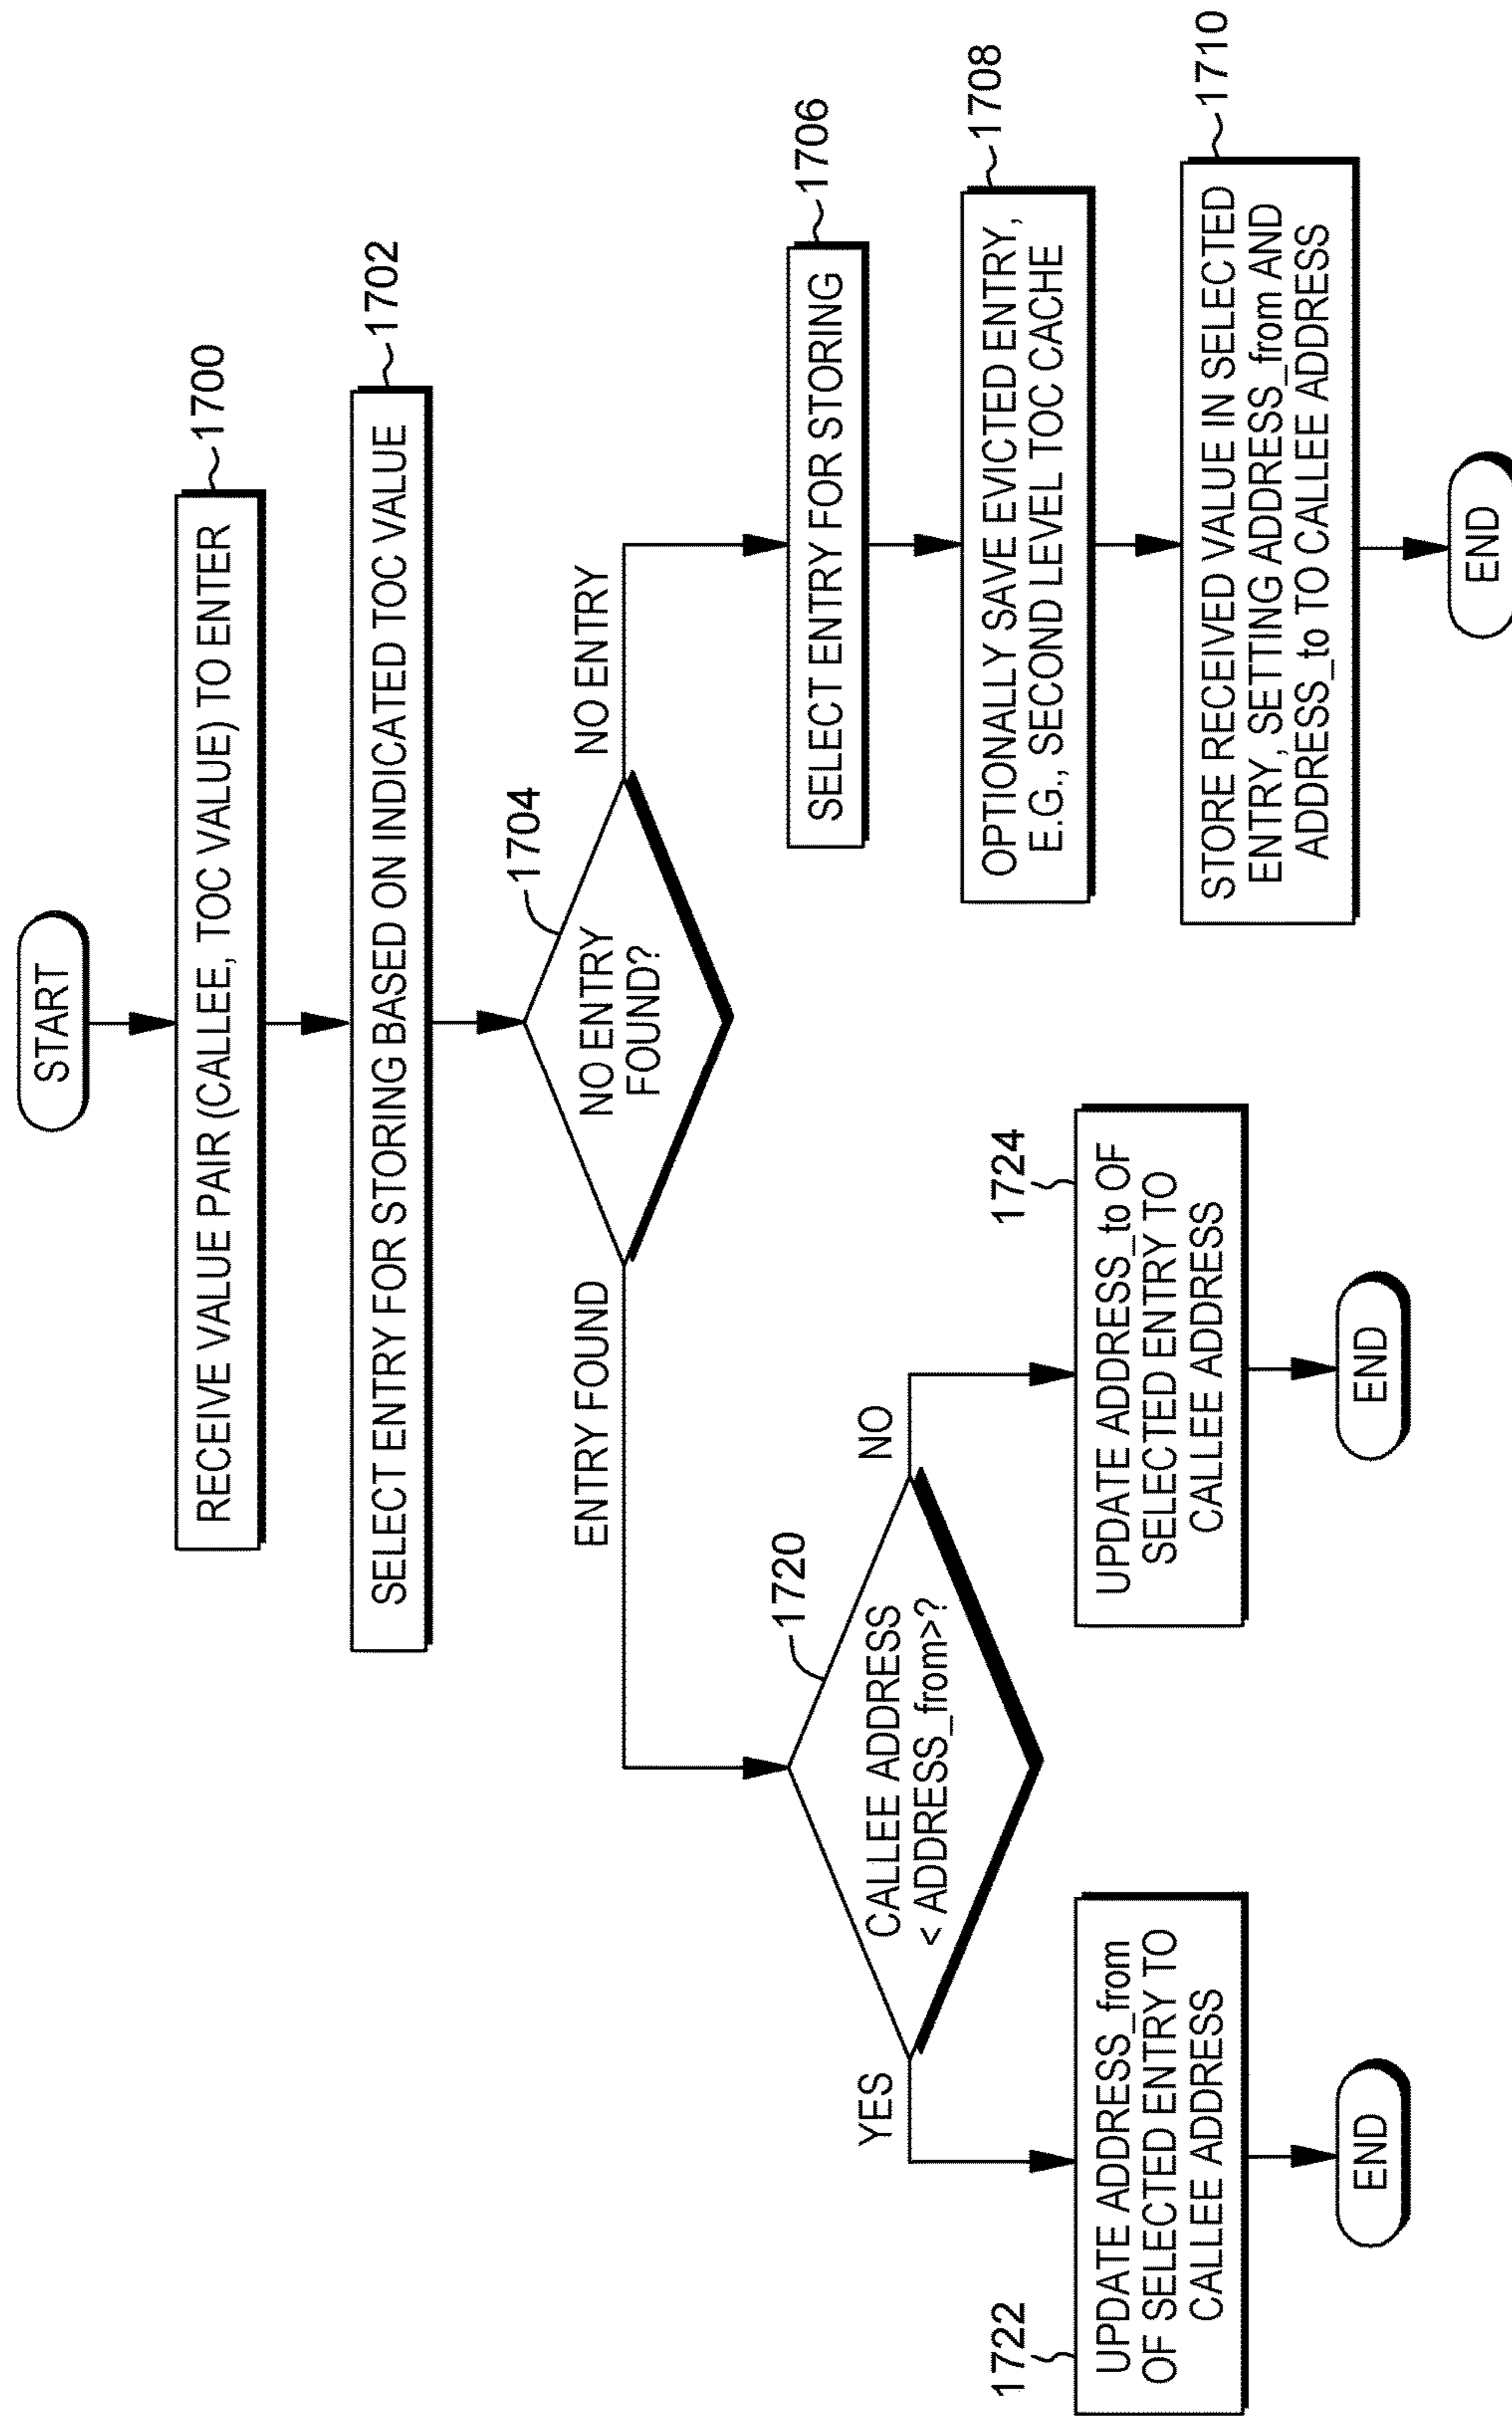 START
1700
RECEIVE VALUE PAIR (CALLEE, TOC VALUE) TO ENTER
1702
SELECT ENTRY FOR STORING BASED ON INDICATED TOC VALUE
1704
NO ENTRY
FOUND?
ENTRY FOUND
NO ENTRY
1720
CALLEE ADDRESS
< ADDRESS_from>?
YES
NO
1722
UPDATE ADDRESS_from
OF SELECTED ENTRY TO
CALLEE ADDRESS
END
1724
UPDATE ADDRESS_to OF
SELECTED ENTRY TO
CALLEE ADDRESS
END
1706
SELECT ENTRY FOR STORING
1708
OPTIONALLY SAVE EVICTED ENTRY,
E.G., SECOND LEVEL TOC CACHE
1710
STORE RECEIVED VALUE IN SELECTED
ENTRY, SETTING ADDRESS_from AND
ADDRESS_to TO CALLEE ADDRESS
END